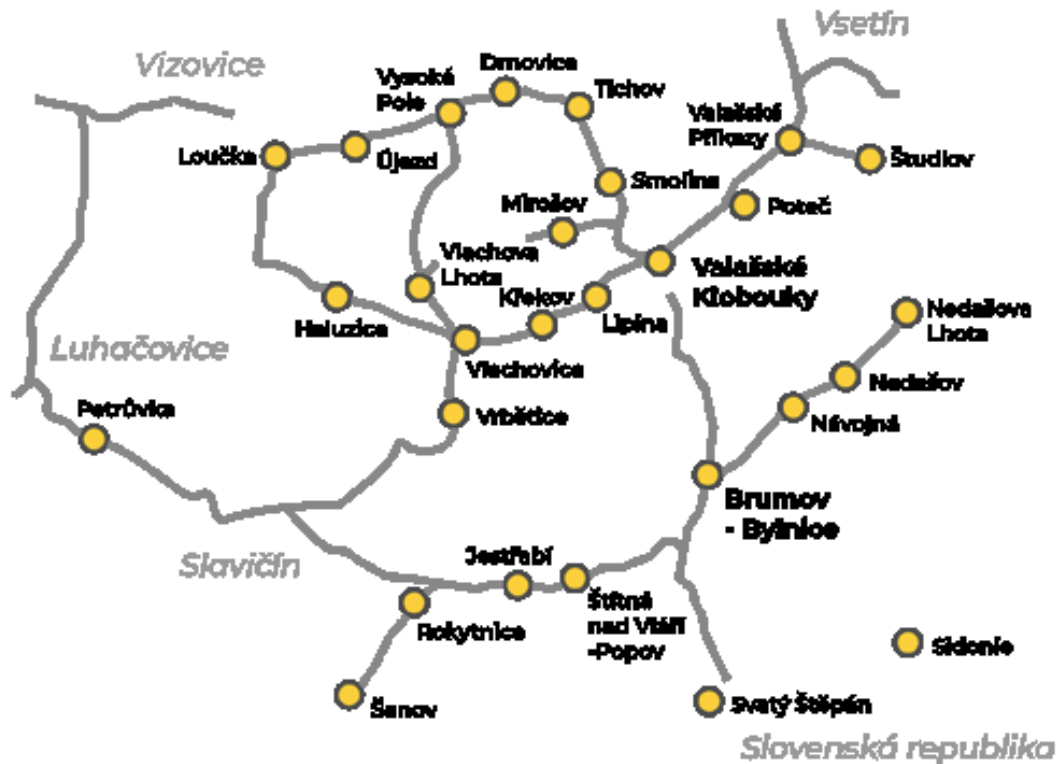 Vsetín
Vizovice
Drnovice
Vysoké
Pole
Tichov
Valašské
Příkazy
Loučka
Újezd
Študlov
Smolina
Mirošov
Poteč
Vlachova
Lhota
Valašské
Klobouky
Křekov
Lipina
Haluzice
Nedašova
Lhota
Luhačovice
Vlachovice
Nedašov
Petrůvka
Vrbětice
Návojná
Brumov
- Bylnice
Slavičín
Jestřabí
Štítná
nad Vláří
-Popov
Rokytnice
Sidonie
Šanov
Svatý Štěpán
Slovenská republika